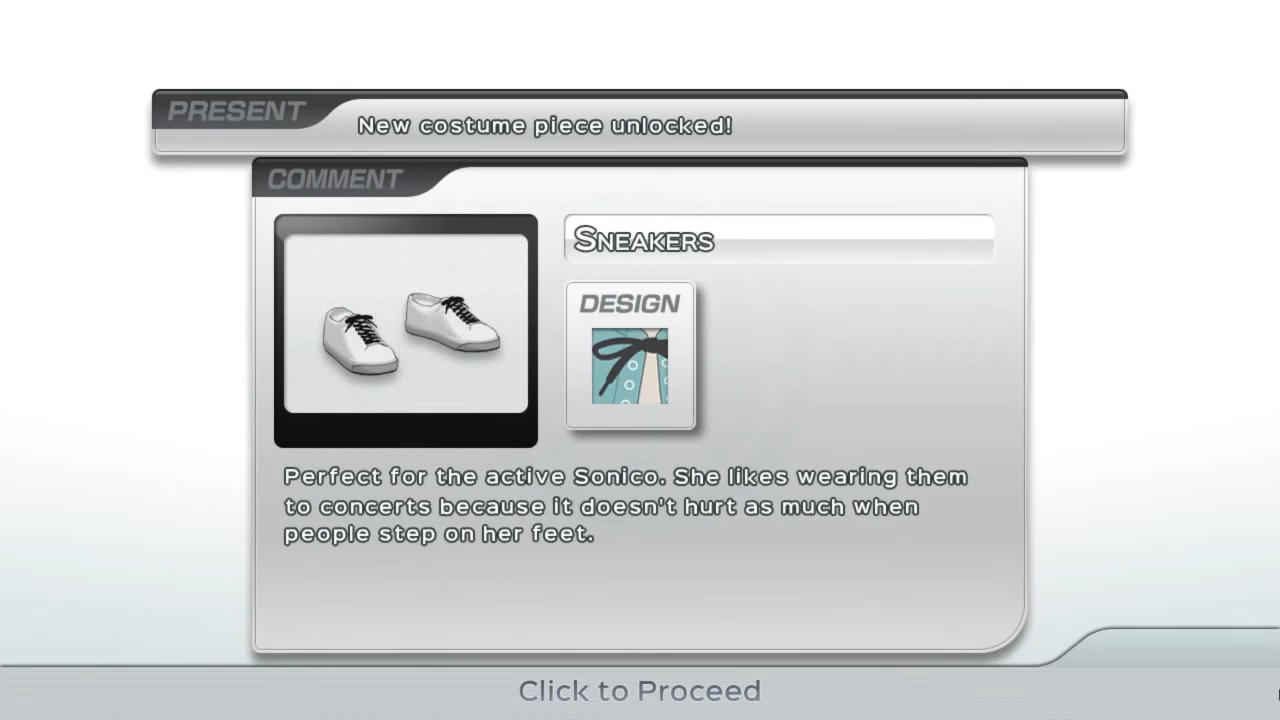 PRESENT
New costume piece unlocked!
COMMENT
Sneakers
DESIGN
Perfect for the active Sonico. She likes wearing them
to concerts because it doesn't hurt as much when
people step on her feet.
Click to Proceed